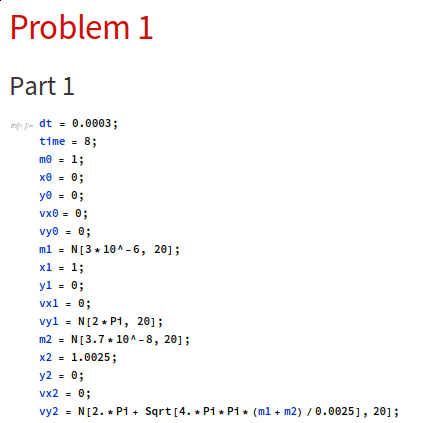 Problem 1
Part 1
In[◦]:= dt = 0.0003;
time = 8;
m0 = 1;
x0 = 0;
y0 = 0;
vx0 = 0;
vy0 = 0;
m1 = N[3*10^-6, 20];
x1 = 1;
y1 = 0;
vx1 = 0;
vy1 = N[2*Pi, 20];
m2 = N[3.7*10^-8, 20];
x2 = 1.0025;
y2 = 0;
vx2 = 0;
vy2 = N[2.*Pi + Sqrt[4.*Pi*Pi*(m1 + m2) / 0.0025], 20];